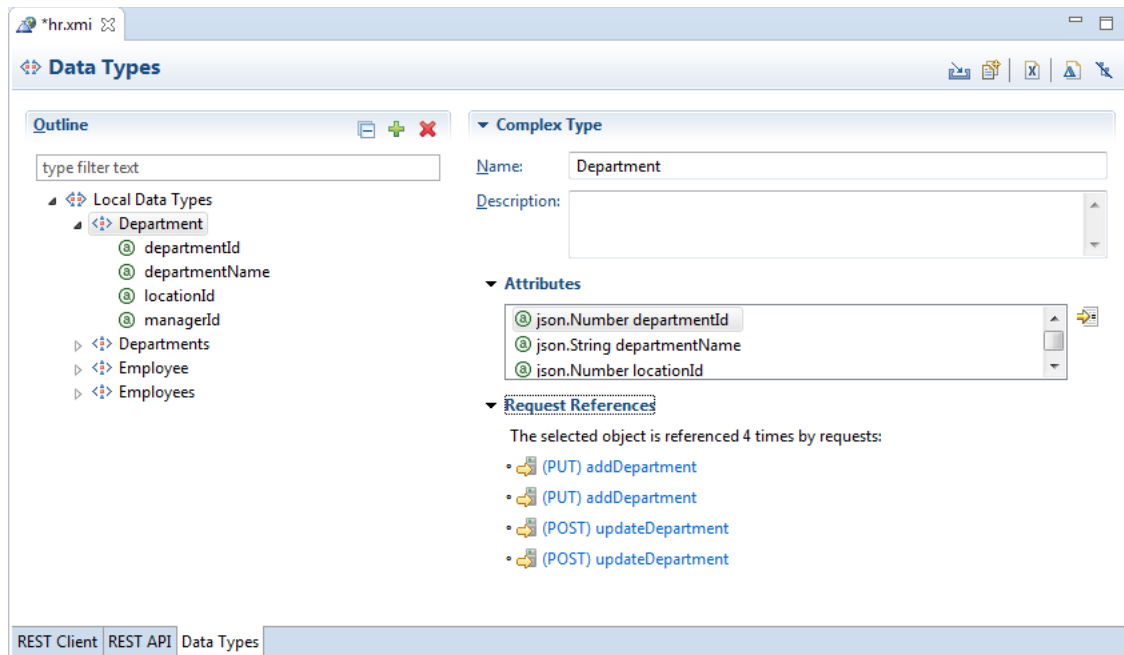 *hr.xmi
Data Types
Outline
type filter text
Local Data Types
Department
departmentId
departmentName
locationId
managerId
Departments
Employee
Employees
Complex Type
Name: Department
Description:
Attributes
json.Number departmentId
json.String departmentName
json.Number locationId
Request References
The selected object is referenced 4 times by requests:
(PUT) addDepartment
(PUT) addDepartment
(POST) updateDepartment
(POST) updateDepartment
REST Client REST API Data Types